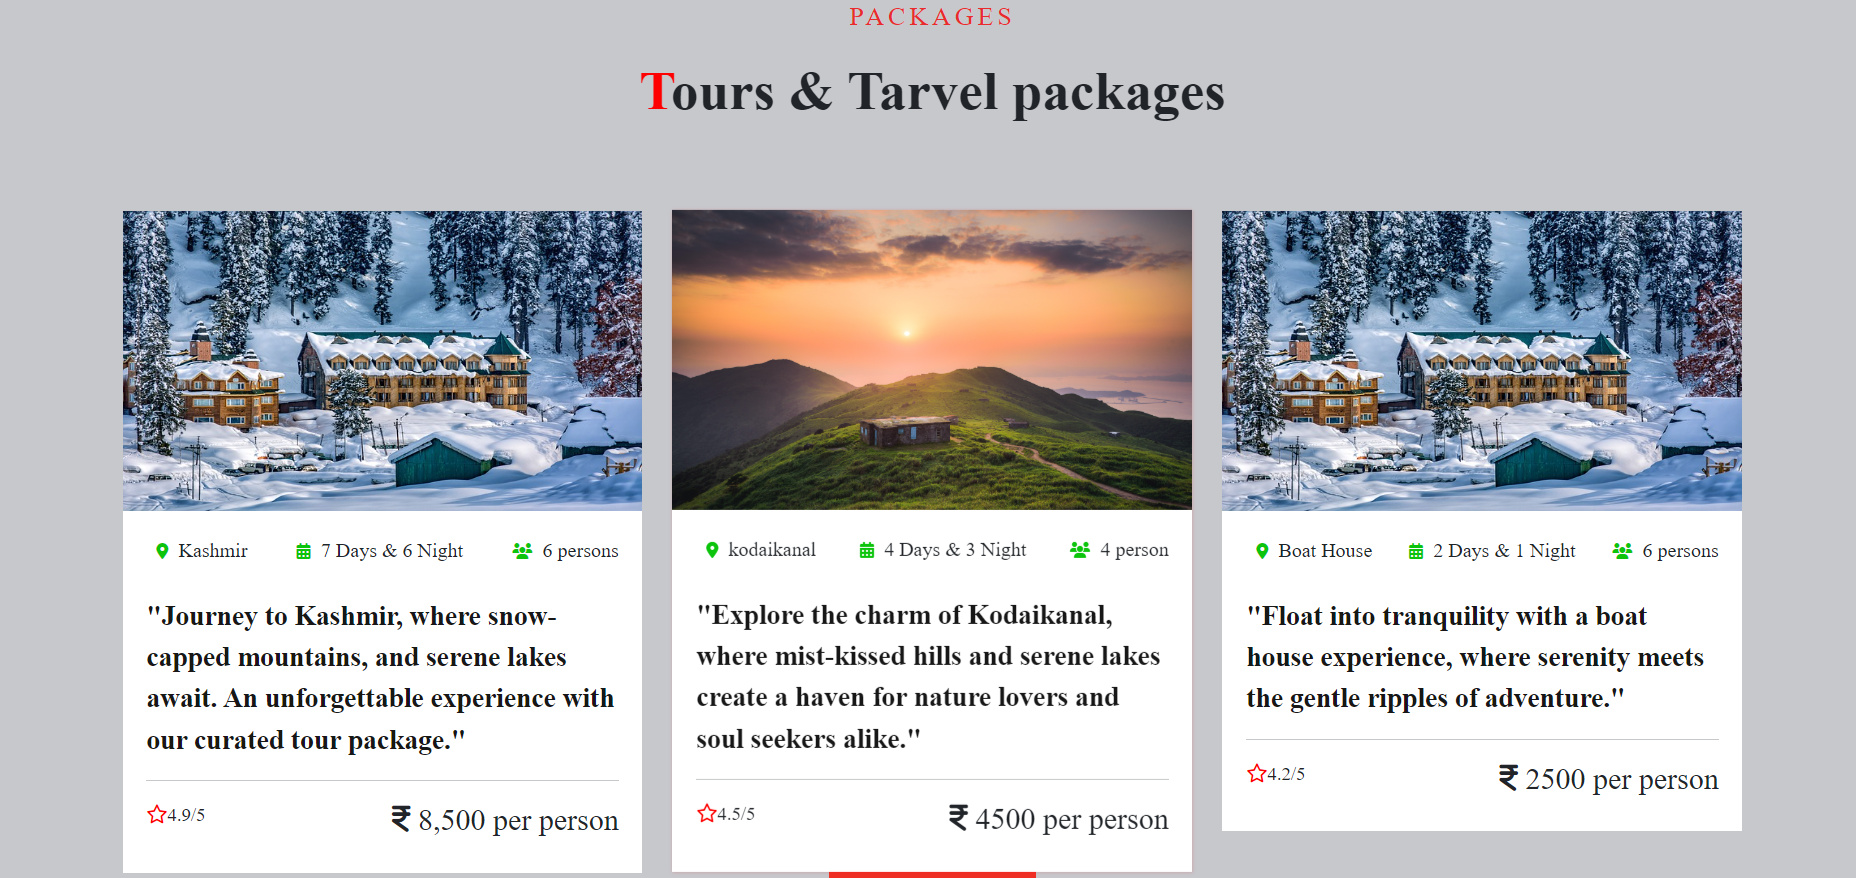 PACKAGES
Tours & Tarvel packages
Kashmir 7 Days & 6 Night 6 persons
"Journey to Kashmir, where snow-
capped mountains, and serene lakes
await. An unforgettable experience with
our curated tour package."
4.9/5 ₹ 8,500 per person
kodaikanal 4 Days & 3 Night 4 person
"Explore the charm of Kodaikanal,
where mist-kissed hills and serene lakes
create a haven for nature lovers and
soul seekers alike."
4.5/5 ₹ 4500 per person
Boat House 2 Days & 1 Night 6 persons
"Float into tranquility with a boat
house experience, where serenity meets
the gentle ripples of adventure."
4.2/5 ₹ 2500 per person